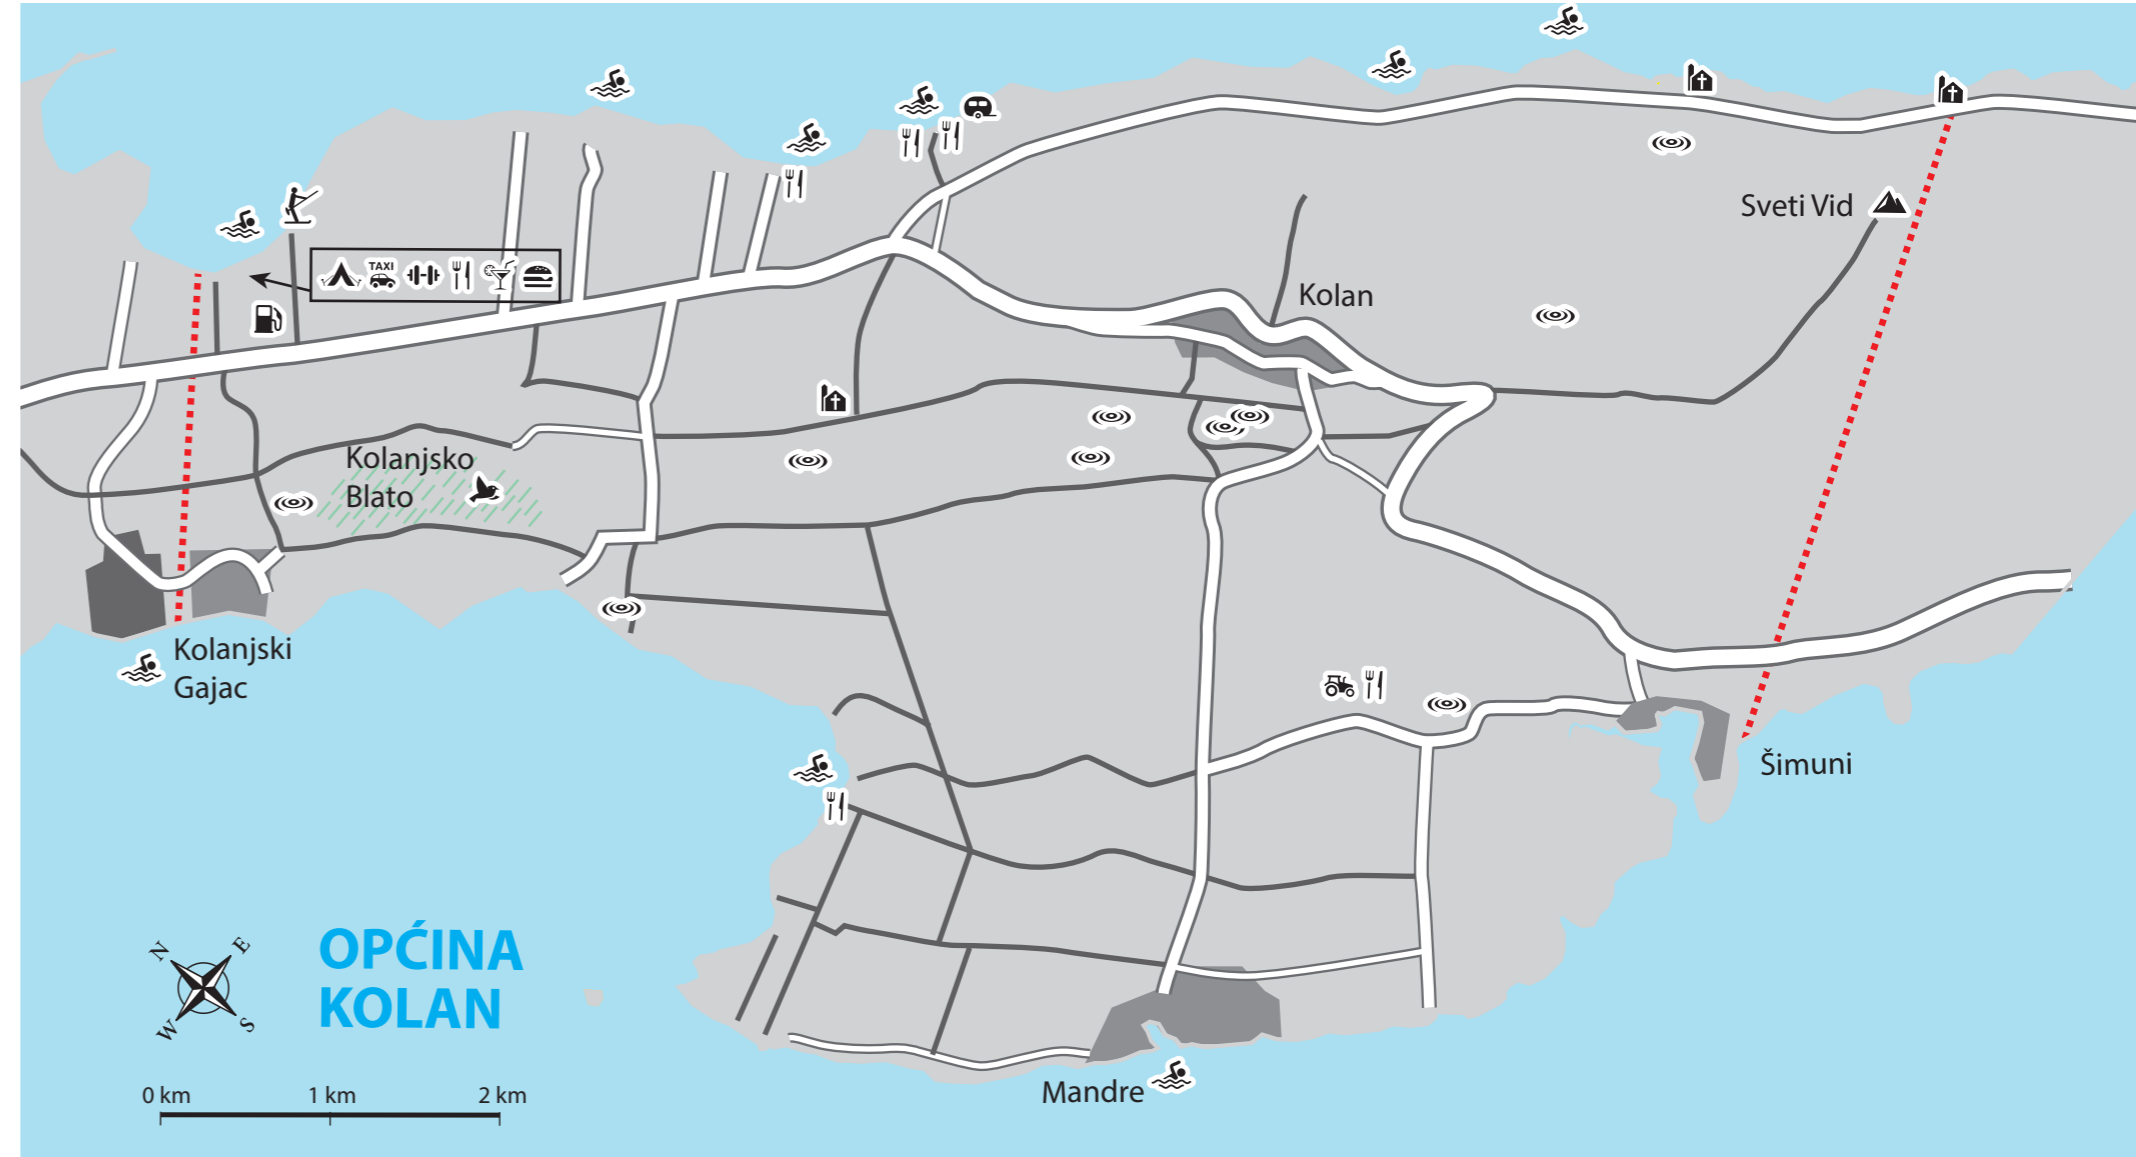 TAXI
Sveti Vid
Kolan
Kolanjsko
Blato
Kolanjski
Gajac
Šimuni
N
E
W
S
OPĆINA
KOLAN
0 km
1 km
2 km
Mandre